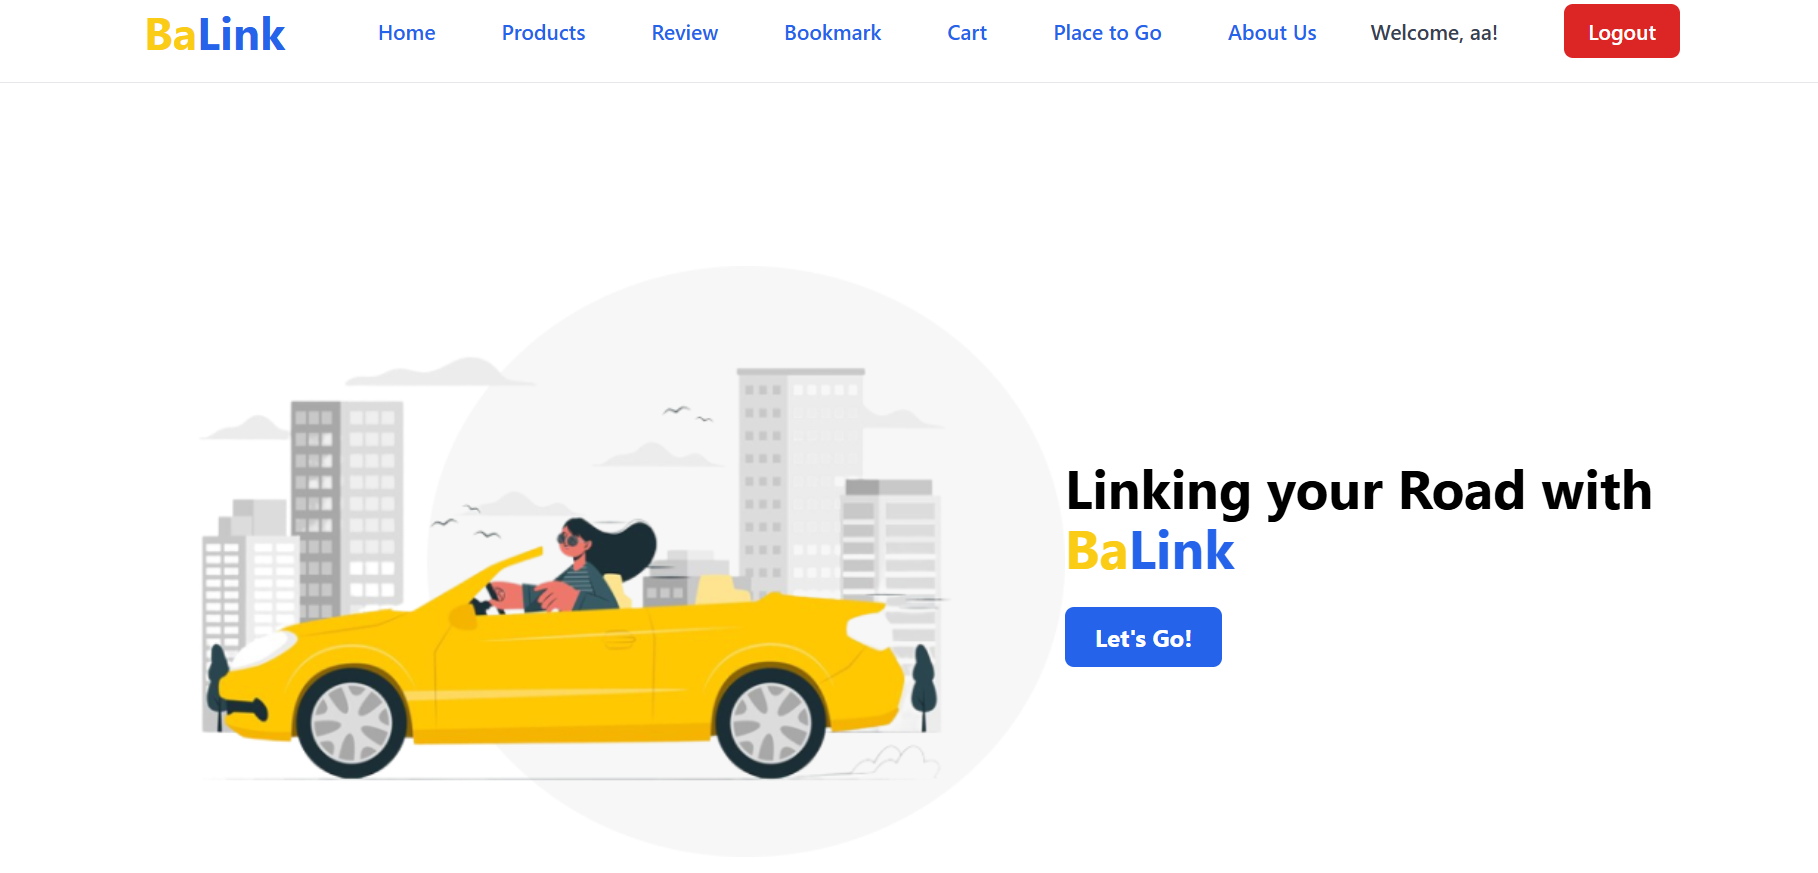 BaLink Home Products Review Bookmark Cart Place to Go About Us Welcome, aa! Logout
Linking your Road with
BaLink
Let's Go!